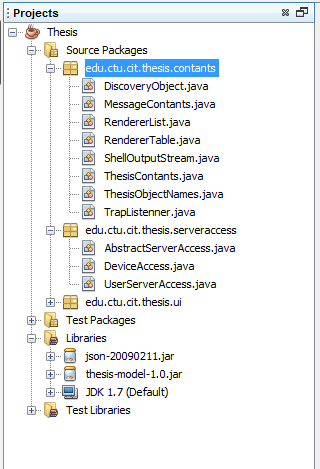 Projects
Thesis
Source Packages
edu.ctu.cit.thesis.contants
DiscoveryObject.java
MessageContants.java
RendererList.java
RendererTable.java
ShellOutputStream.java
ThesisContants.java
ThesisObjectNames.java
TrapListenner.java
edu.ctu.cit.thesis.serveraccess
AbstractServerAccess.java
DeviceAccess.java
UserServerAccess.java
edu.ctu.cit.thesis.ui
Test Packages
Libraries
json-20090211.jar
thesis-model-1.0.jar
JDK 1.7 (Default)
Test Libraries